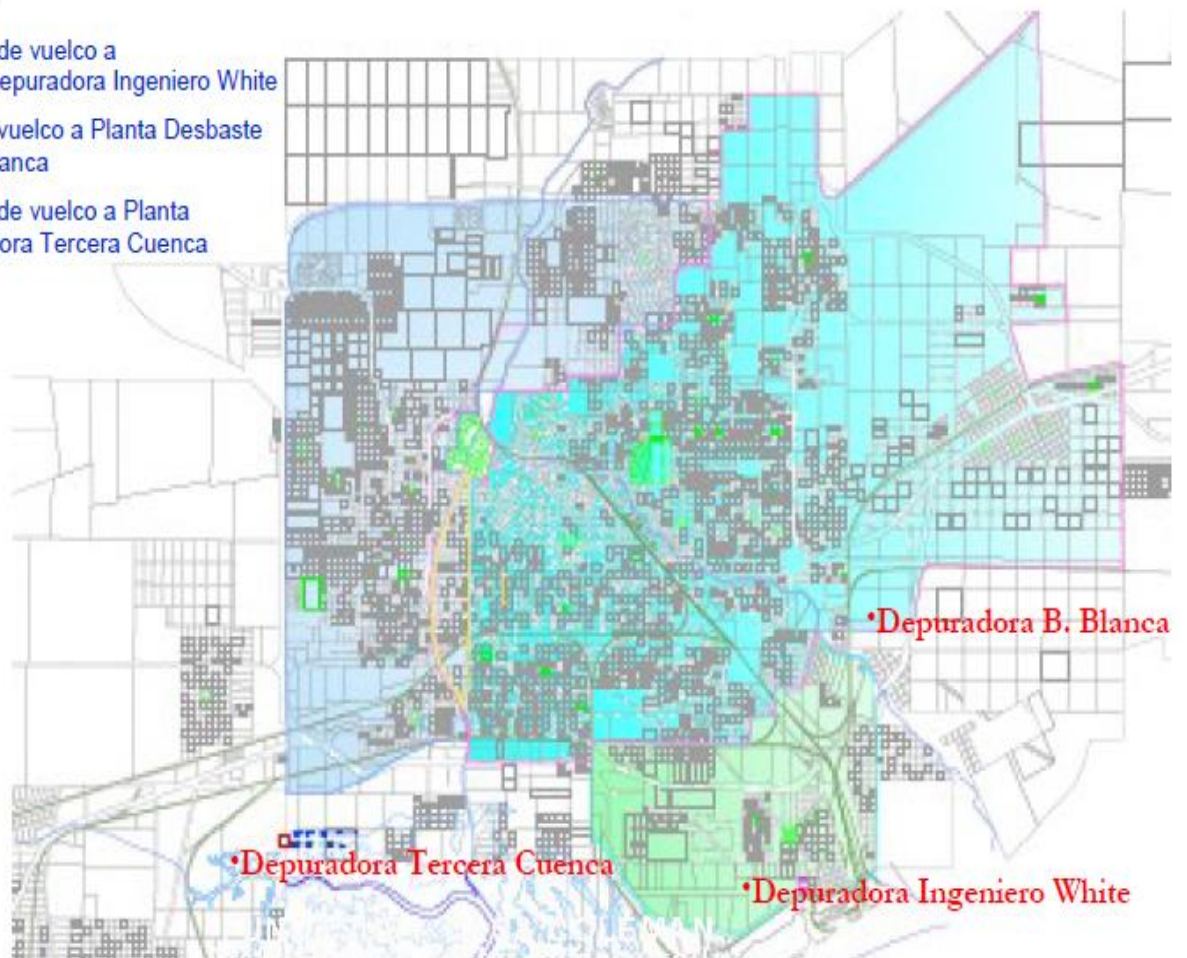 de vuelco a
epuradora Ingeniero White
vuelco a Planta Desbaste
anca
de vuelco a Planta
ora Tercera Cuenca
•Depuradora B. Blanca
•Depuradora Tercera Cuenca
•Depuradora Ingeniero White